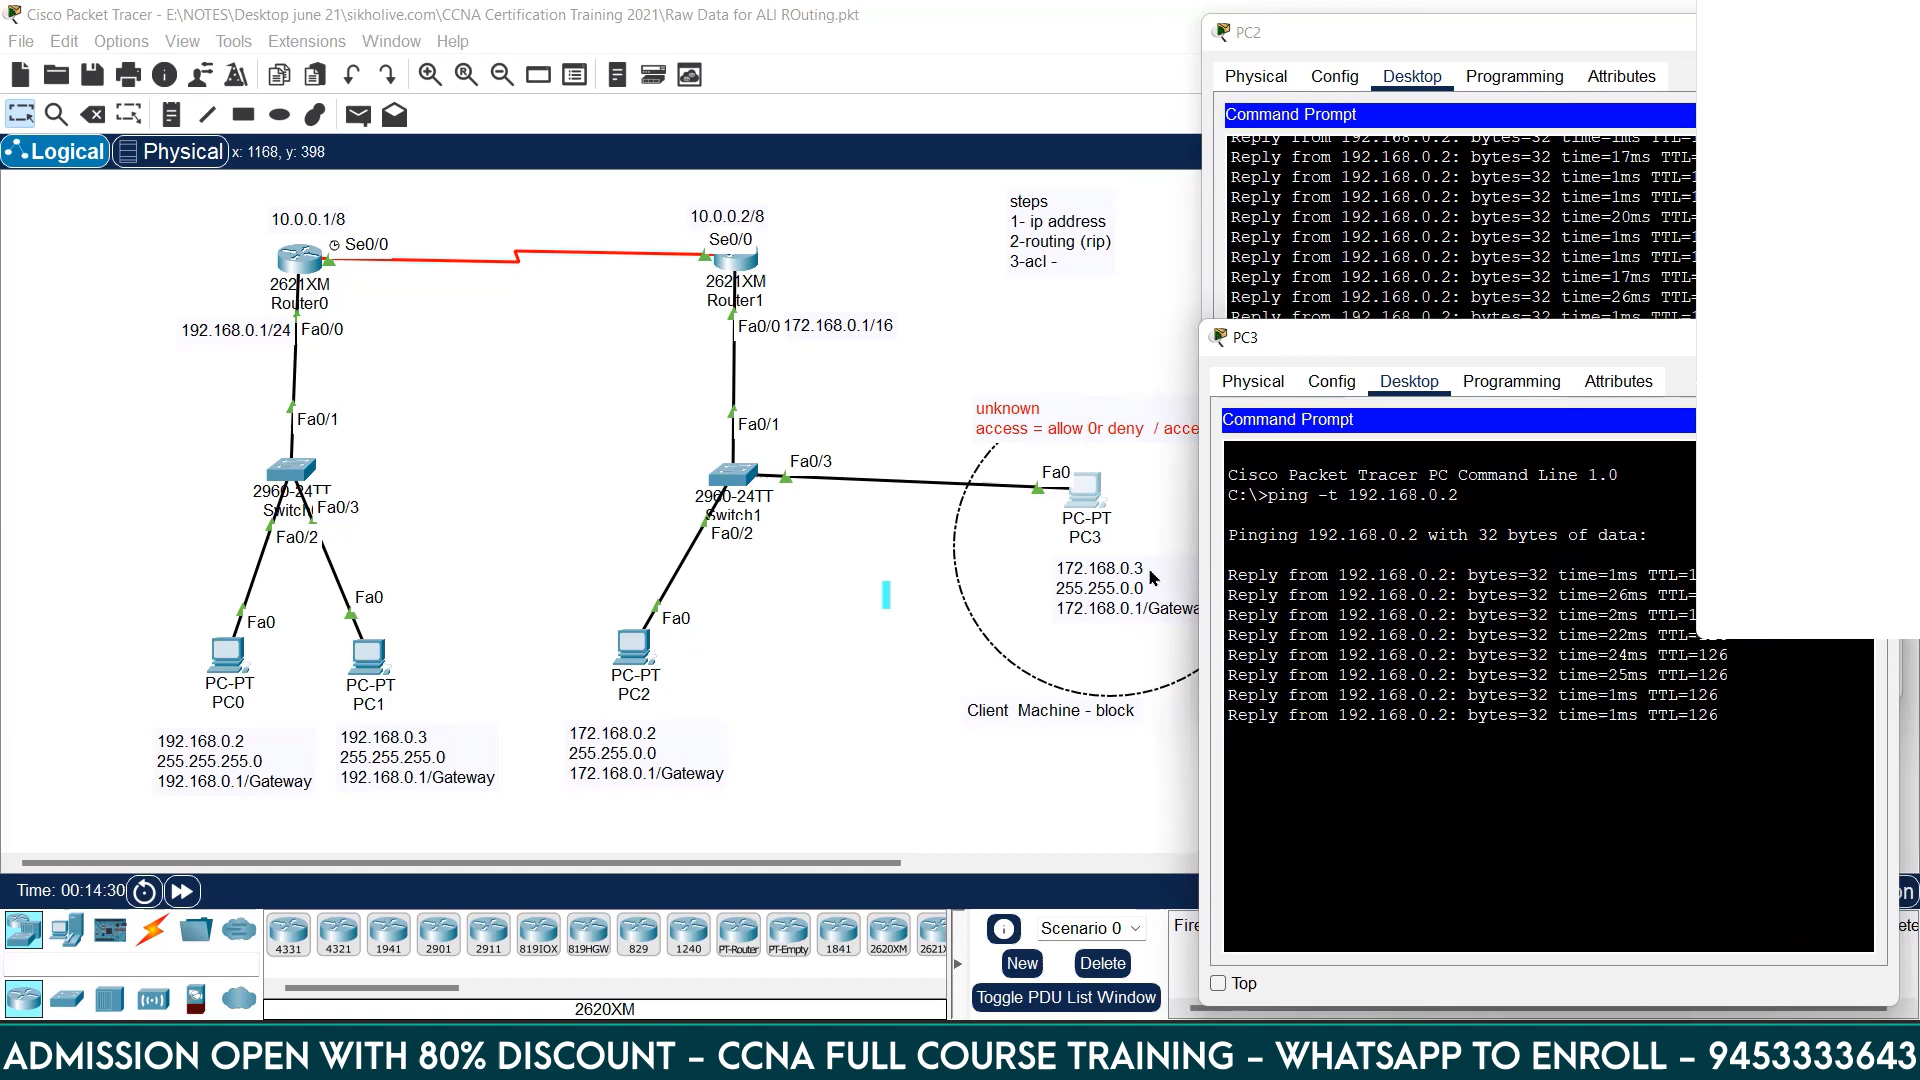 Cisco Packet Tracer - E:\NOTES\Desktop june 21\sikholive.com\CCNA Certification Training 2021\Raw Data for ALI ROuting.pkt
File Edit Options View Tools Extensions Window Help
Logical Physical x: 1168, y: 398
10.0.0.1/8
Se0/0
2621XM
Router0
192.168.0.1/24 Fa0/0
Fa0/1
2960-24TT
Switch
Fa0/3
Fa0/2
Fa0
Fa0
PC-PT
PC0
PC-PT
PC1
192.168.0.2
255.255.255.0
192.168.0.1/Gateway
192.168.0.3
255.255.255.0
192.168.0.1/Gateway
10.0.0.2/8
Se0/0
2621XM
Router1
Fa0/0 172.168.0.1/16
Fa0/1
Fa0/3
2960-24TT
Switch1
Fa0/2
Fa0
PC-PT
PC2
172.168.0.2
255.255.0.0
172.168.0.1/Gateway
steps
1- ip address
2-routing (rip)
3-acl -
unknown
access = allow 0r deny / acce
Fa0
PC-PT
PC3
172.168.0.3
255.255.0.0
172.168.0.1/Gatewa
Client Machine - block
PC2
Physical Config Desktop Programming Attributes
Command Prompt
Reply from 192.168.0.2: bytes=32 time=1ms TTL=1
Reply from 192.168.0.2: bytes=32 time=17ms TTL=
Reply from 192.168.0.2: bytes=32 time=1ms TTL=1
Reply from 192.168.0.2: bytes=32 time=20ms TTL=
Reply from 192.168.0.2: bytes=32 time=1ms TTL=1
Reply from 192.168.0.2: bytes=32 time=1ms TTL=1
Reply from 192.168.0.2: bytes=32 time=17ms TTL=
Reply from 192.168.0.2: bytes=32 time=26ms TTL=
Reply from 192.168.0.2: bytes=32 time=1ms TTL=1
PC3
Physical Config Desktop Programming Attributes
Command Prompt
Cisco Packet Tracer PC Command Line 1.0
C:\>ping -t 192.168.0.2
Pinging 192.168.0.2 with 32 bytes of data:
Reply from 192.168.0.2: bytes=32 time=1ms TTL=1
Reply from 192.168.0.2: bytes=32 time=26ms TTL=
Reply from 192.168.0.2: bytes=32 time=2ms TTL=1
Reply from 192.168.0.2: bytes=32 time=22ms TTL=126
Reply from 192.168.0.2: bytes=32 time=24ms TTL=126
Reply from 192.168.0.2: bytes=32 time=25ms TTL=126
Reply from 192.168.0.2: bytes=32 time=1ms TTL=126
Reply from 192.168.0.2: bytes=32 time=1ms TTL=126
Top
Time: 00:14:30
4331 4321 1941 2901 2911 819IOX 819HGW 829 1240 PT-Router PT-Empty 1841 2620XM 2621
2620XM
Scenario 0
New Delete
Toggle PDU List Window
Fire
ADMISSION OPEN WITH 80% DISCOUNT – CCNA FULL COURSE TRAINING – WHATSAPP TO ENROLL – 9453333643